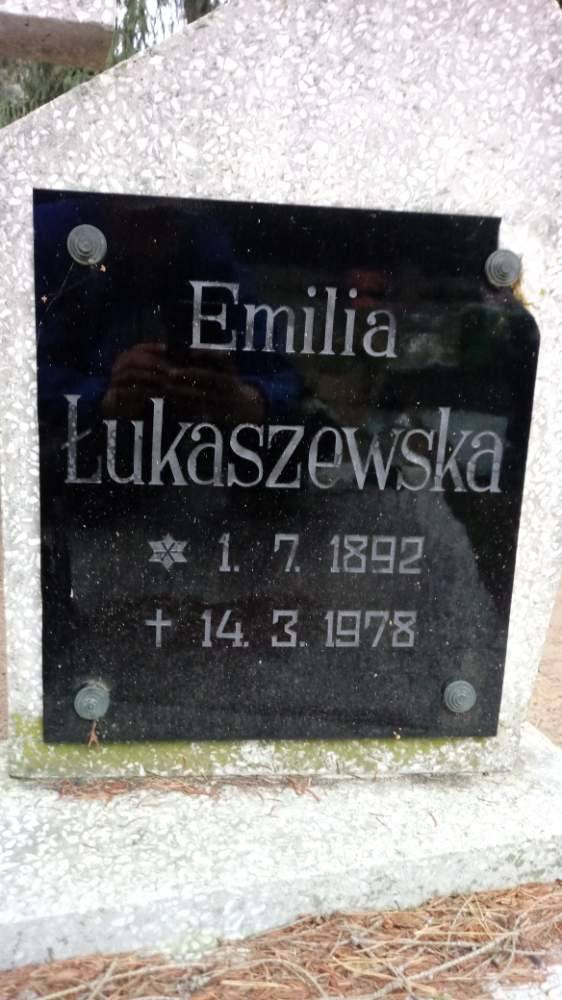 Emilia
Łukaszewska
* 1. 7. 1892
✝ 14. 3. 1978